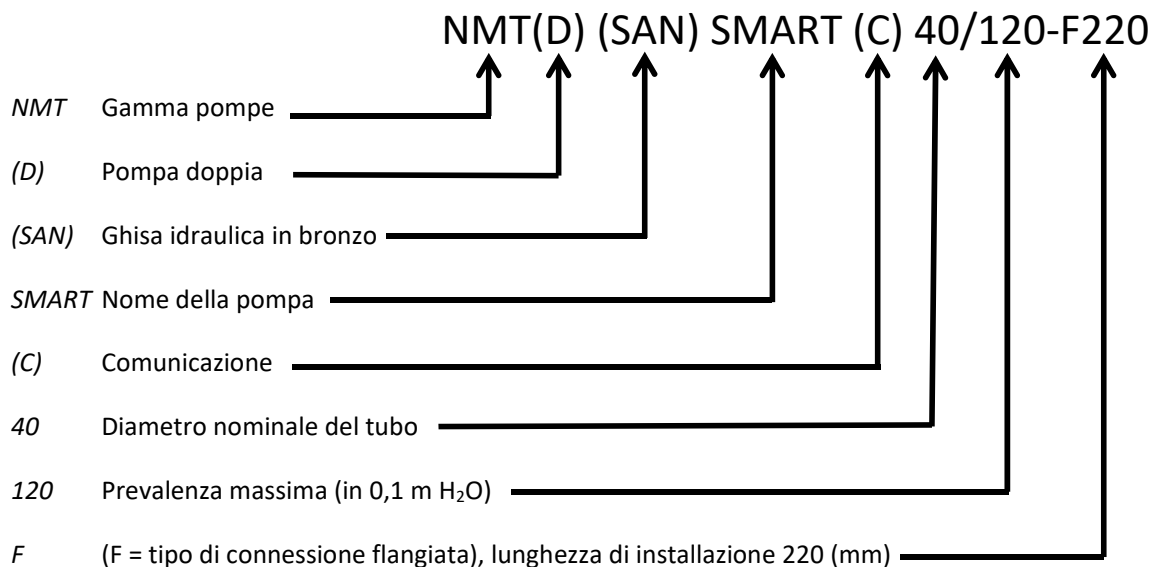 NMT(D) (SAN) SMART (C) 40/120-F220
NMT Gamma pompe
(D) Pompa doppia
(SAN) Ghisa idraulica in bronzo
SMART Nome della pompa
(C) Comunicazione
40 Diametro nominale del tubo
120 Prevalenza massima (in 0,1 m H₂O)
F (F = tipo di connessione flangiata), lunghezza di installazione 220 (mm)